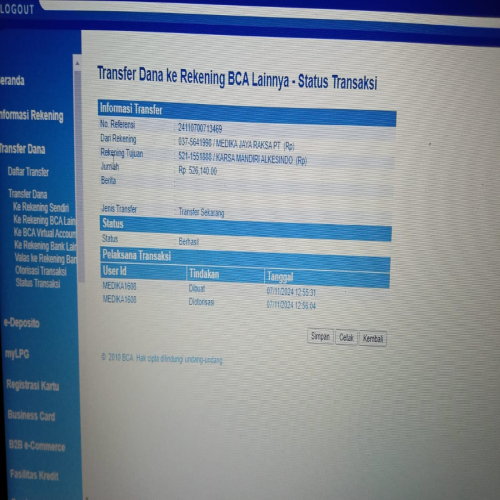 LOGOUT
Transfer Dana ke Rekening BCA Lainnya - Status Transaksi
Informasi Transfer
No. Referensi 24110700713469
Dari Rekening 037-5641998 / MEDIKA JAYA RAKSA PT (Rp)
Rekening Tujuan 521-1551888 / KARSA MANDIRI ALKESINDO (Rp)
Jumlah Rp 526,140.00
Berita
Jenis Transfer Transfer Sekarang
Status
Status Berhasil
Pelaksana Transaksi
User Id Tindakan Tanggal
MEDIKA1600 Dibuat 07/11/2024 12:55:31
MEDIKA1608 Diotorisasi 07/11/2024 12:56:04
Simpan Cetak Kembali
© 2010 BCA Hak cipta dilindungi undang-undang
eranda
nformasi Rekening
Transfer Dana
Daftar Transfer
Transfer Dana
Ke Rekening Sendiri
Ke Rekening BCA Lain
Ke BCA Virtual Account
Ke Rekening Bank Lain
Valas ke Rekening Ban
Otorisasi Transaksi
Status Transaksi
e-Deposito
myLPG
Registrasi Kartu
Business Card
B2B e-Commerce
Fasilitas Kredit